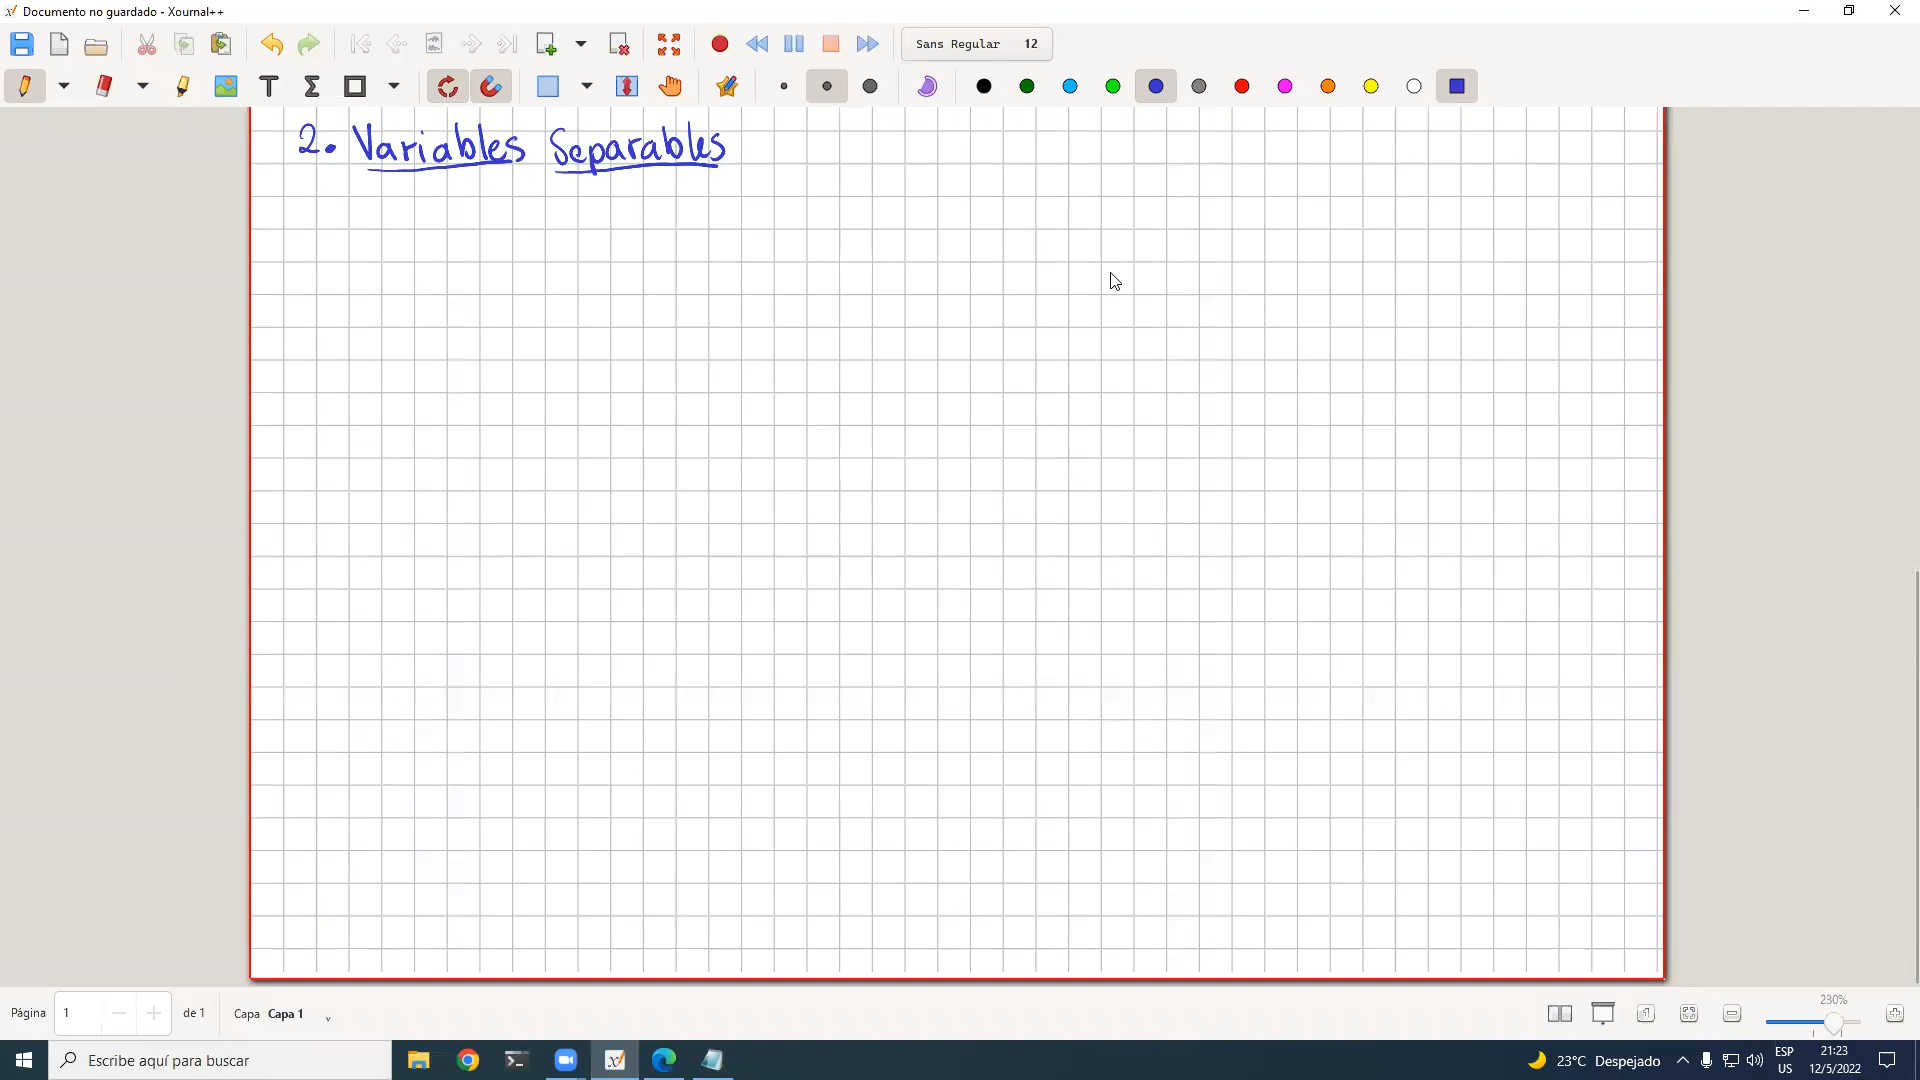 Documento no guardado - Xournal++
Sans Regular 12
2. Variables Separables
Página 1 de 1 Capa Capa 1
230%
Escribe aquí para buscar
23°C Despejado
ESP
US
21:23
12/5/2022